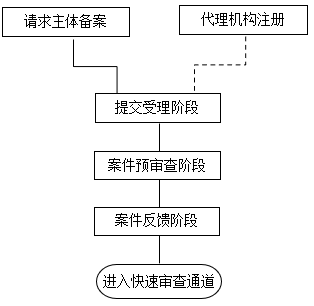 请求主体备案
代理机构注册
提交受理阶段
案件预审查阶段
案件反馈阶段
进入快速审查通道